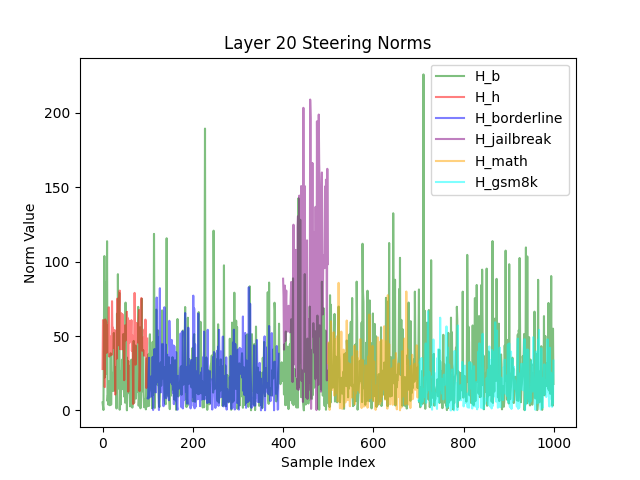 Layer 20 Steering Norms
H_b
H_h
H_borderline
H_jailbreak
H_math
H_gsm8k
Norm Value
200
150
100
50
0
0
200
400
600
800
1000
Sample Index